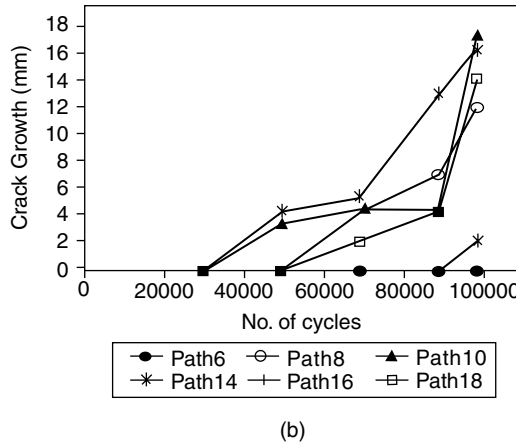 18
16
14
12
10
8
6
4
2
0
Crack Growth (mm)
0 20000 40000 60000 80000 100000
No. of cycles
Path6 Path8 Path10
Path14 Path16 Path18
(b)